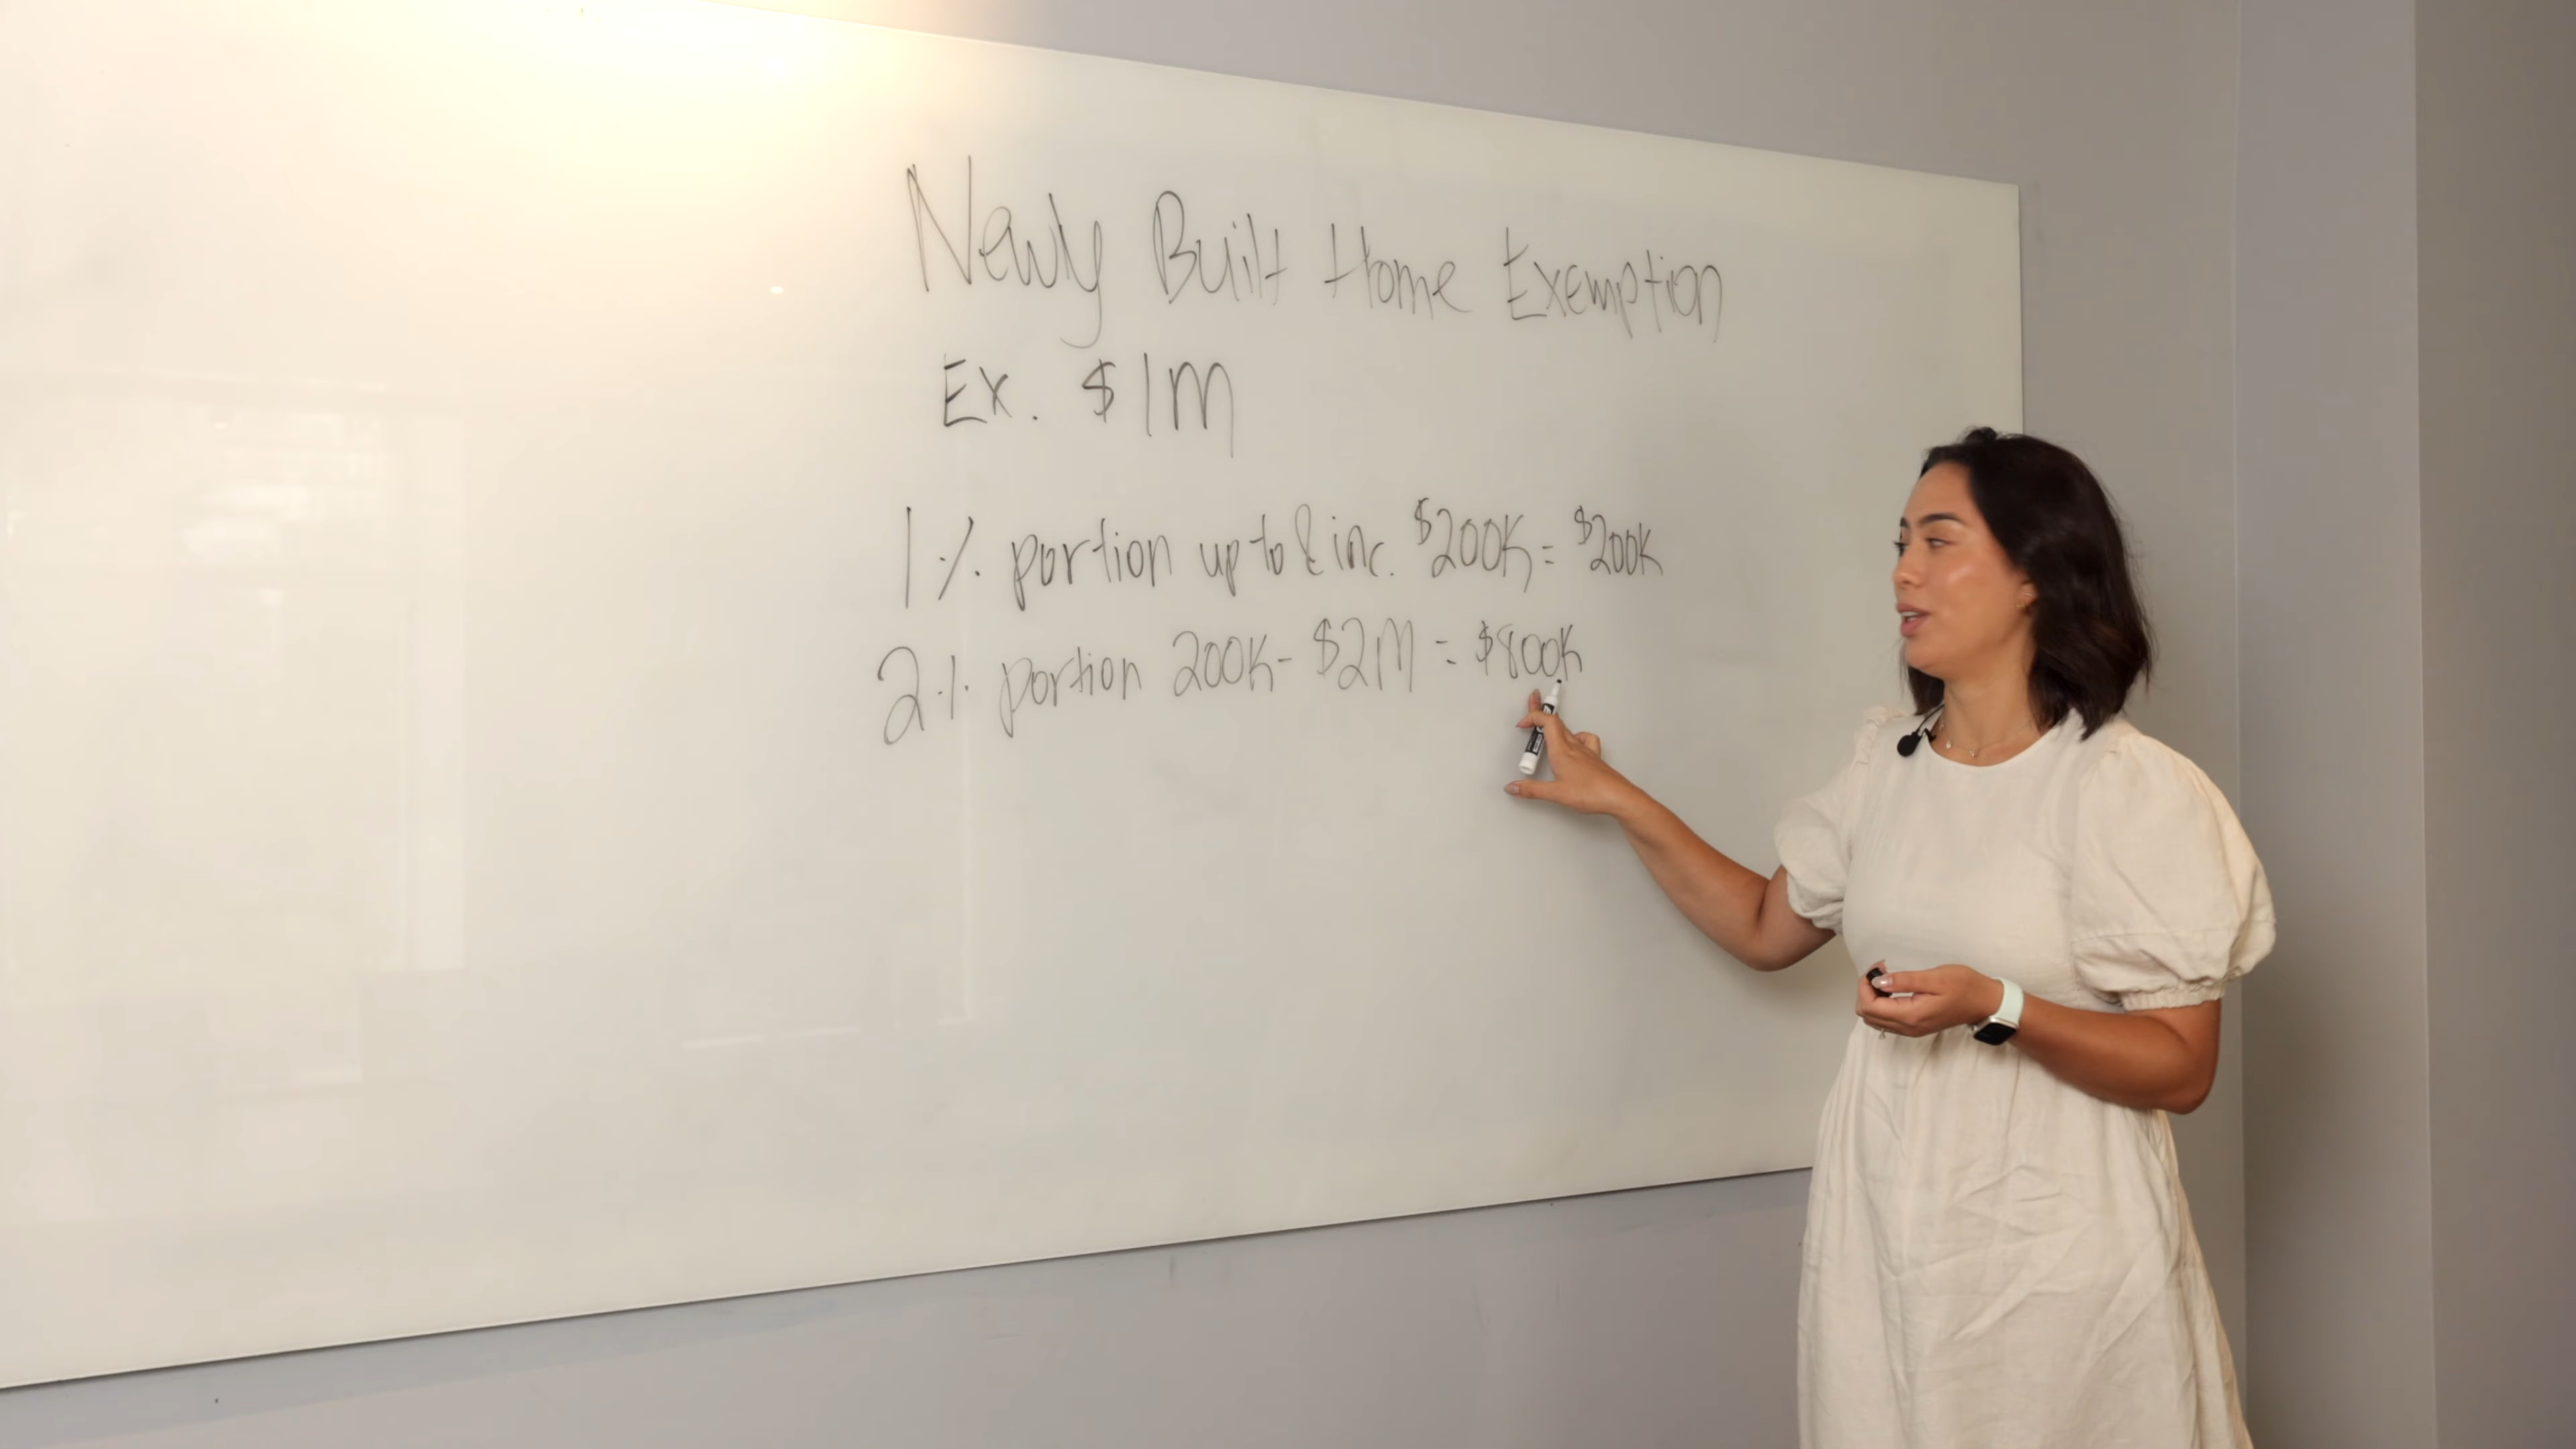 Newly Built Home Exemption
Ex. $1M
1% portion up to & inc. $200K = $200K
2% portion 200K - $2M = $800K